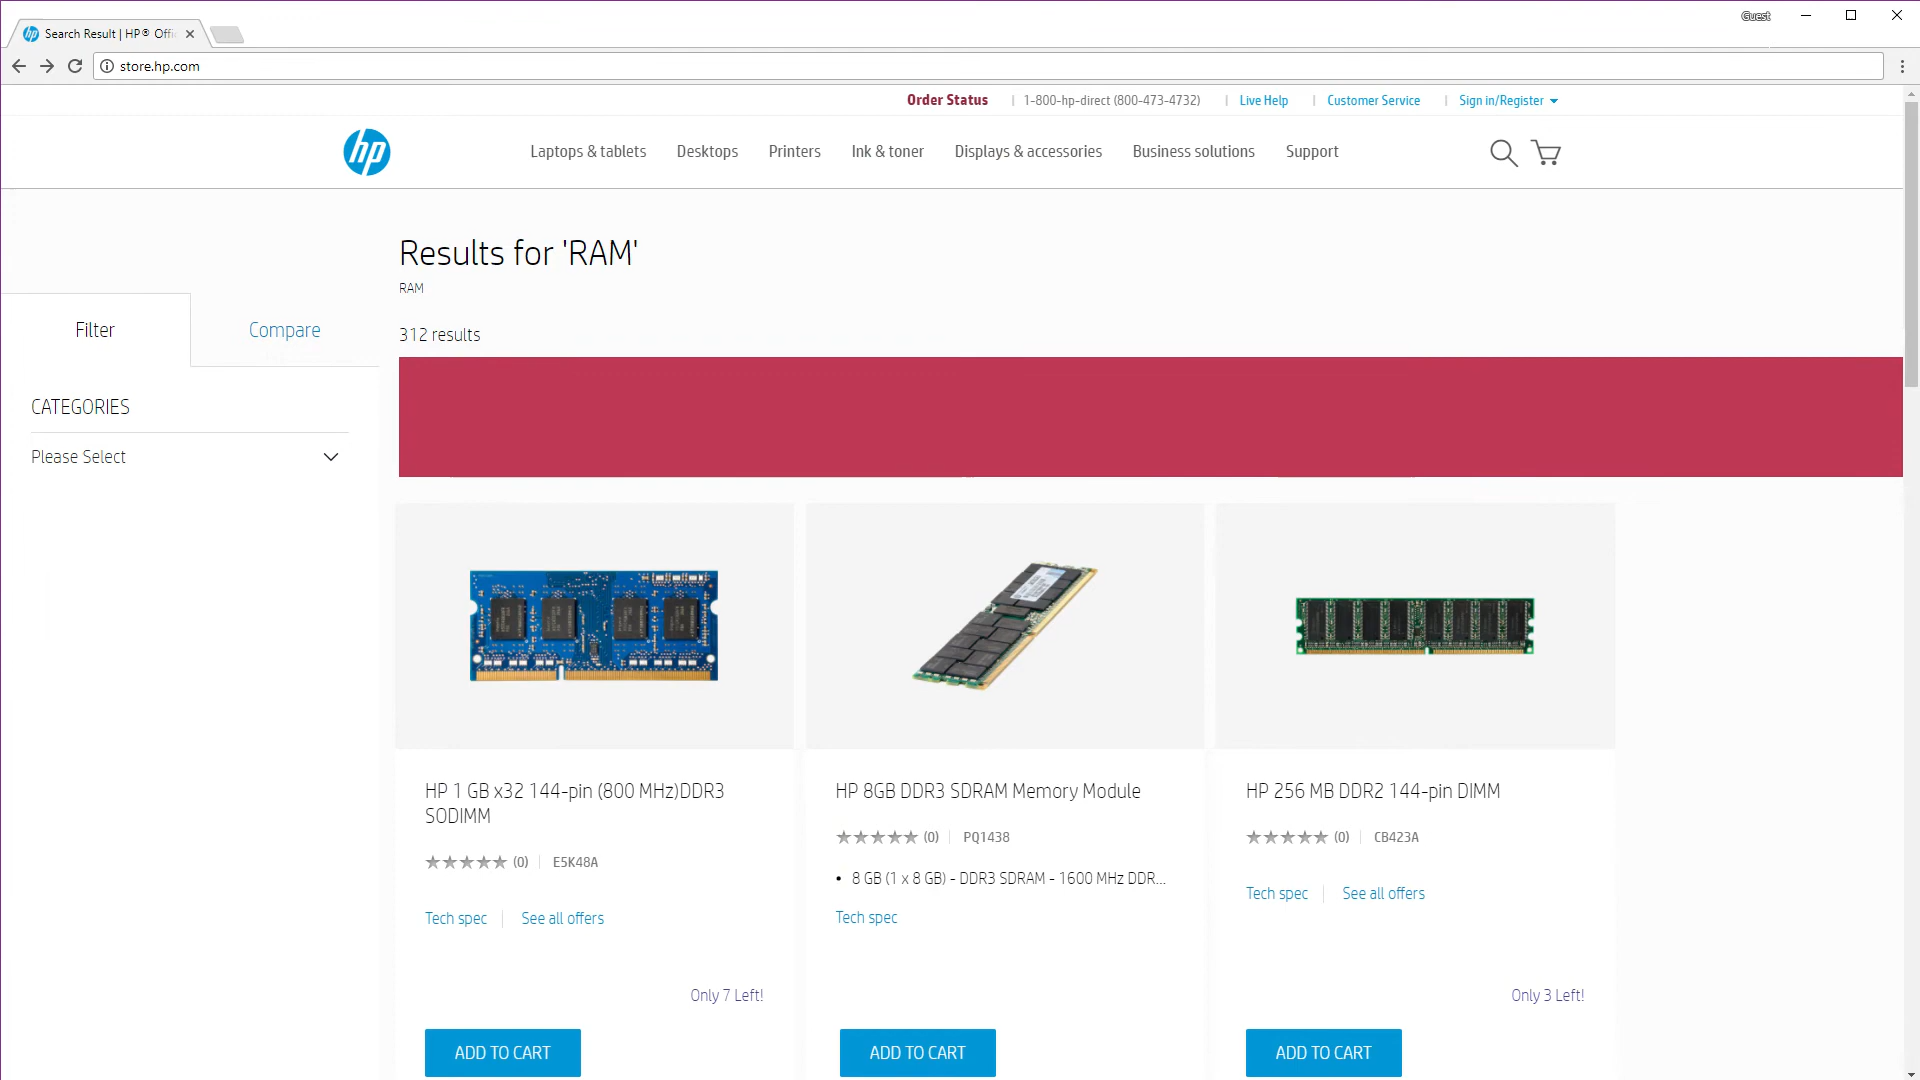 Guest
Search Result | HP® Offi
store.hp.com
Order Status | 1-800-hp-direct (800-473-4732) | Live Help | Customer Service | Sign in/Register
hp
Laptops & tablets Desktops Printers Ink & toner Displays & accessories Business solutions Support
Results for 'RAM'
RAM
312 results
Filter
Compare
CATEGORIES
Please Select
HP 1 GB x32 144-pin (800 MHz)DDR3
SODIMM
(0) | E5K48A
Tech spec | See all offers
Only 7 Left!
ADD TO CART
HP 8GB DDR3 SDRAM Memory Module
(0) | PQ1438
• 8 GB (1 x 8 GB) - DDR3 SDRAM - 1600 MHz DDR...
Tech spec
ADD TO CART
HP 256 MB DDR2 144-pin DIMM
(0) | CB423A
Tech spec | See all offers
Only 3 Left!
ADD TO CART